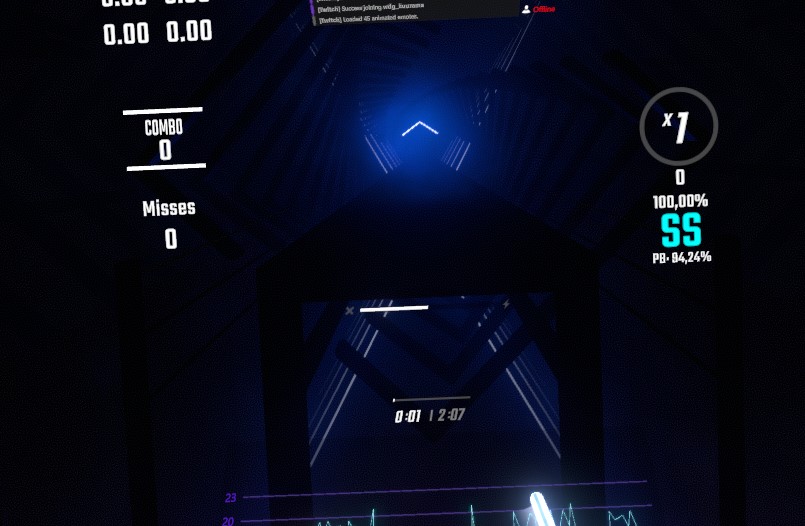 [Twitch] Loaded 45 animated emotes.
Offline
0.00 0.00
COMBO
0
Misses
0
x1
0
100,00%
SS
PB: 94,24%
0:01 | 2:07
23
20